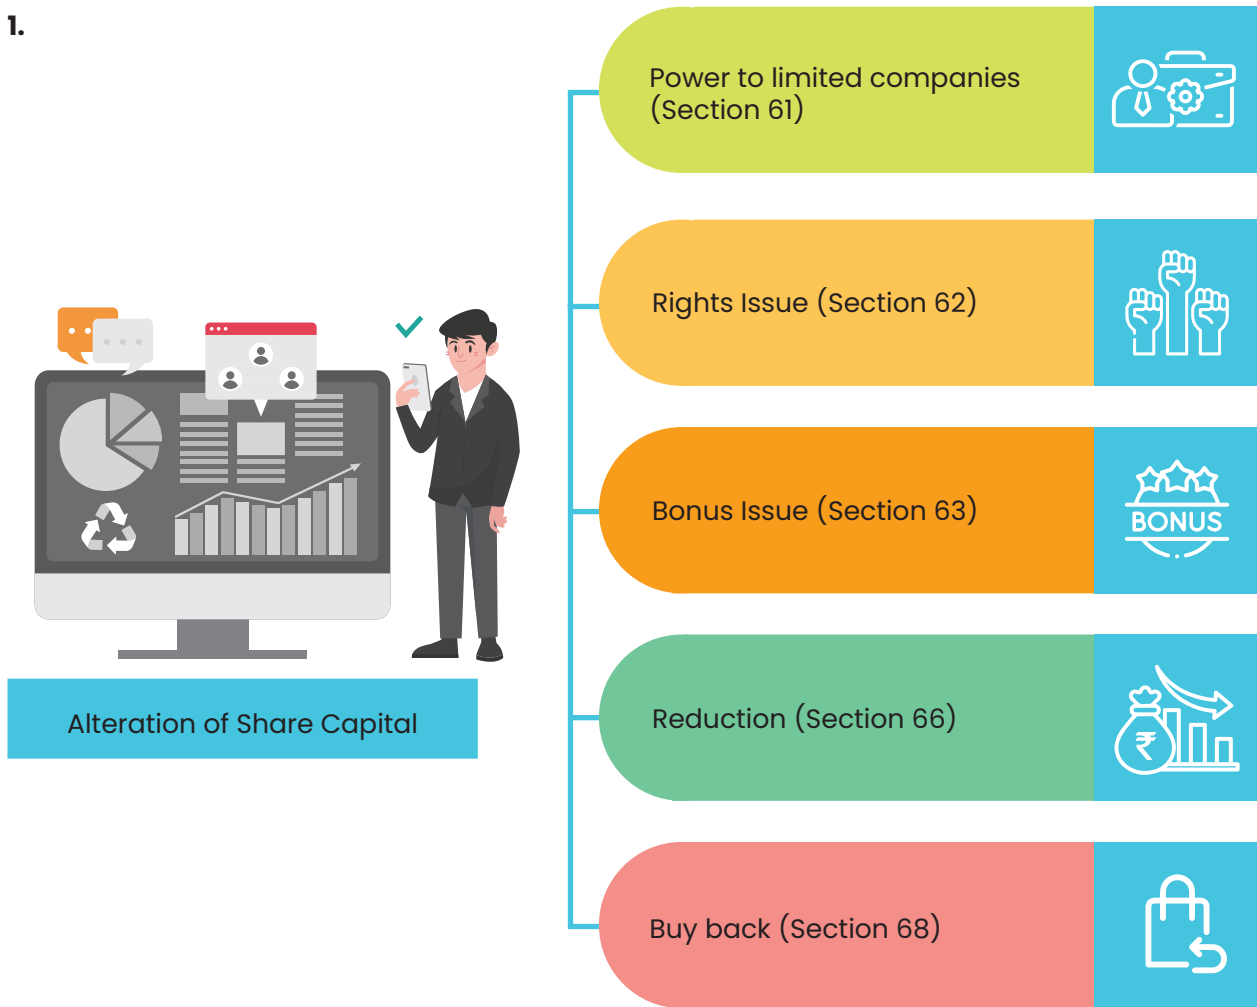 1.
Power to limited companies
(Section 61)
Rights Issue (Section 62)
Bonus Issue (Section 63)
BONUS
Alteration of Share Capital
Reduction (Section 66)
₹
Buy back (Section 68)